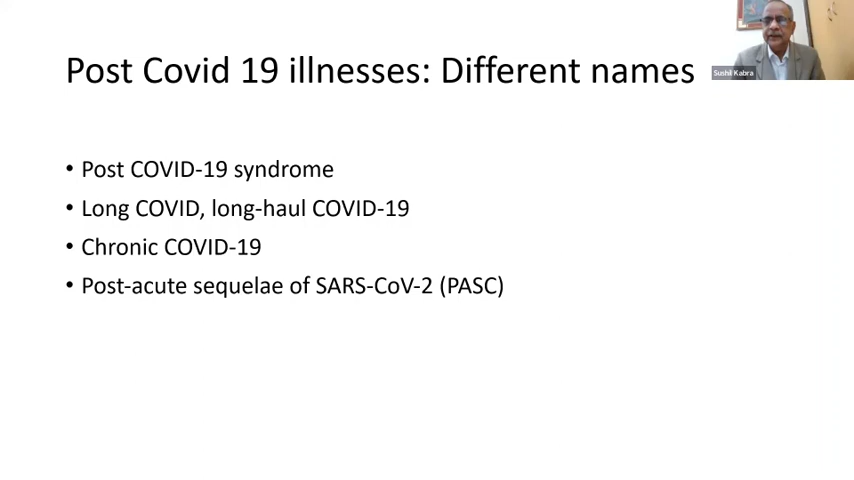 Post Covid 19 illnesses: Different names
Sushil Kabra
• Post COVID-19 syndrome
• Long COVID, long-haul COVID-19
• Chronic COVID-19
• Post-acute sequelae of SARS-CoV-2 (PASC)